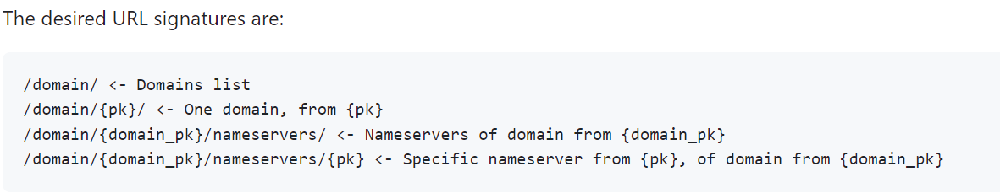 The desired URL signatures are:
/domain/ <- Domains list
/domain/{pk}/ <- One domain, from {pk}
/domain/{domain_pk}/nameservers/ <- Nameservers of domain from {domain_pk}
/domain/{domain_pk}/nameservers/{pk} <- Specific nameserver from {pk}, of domain from {domain_pk}